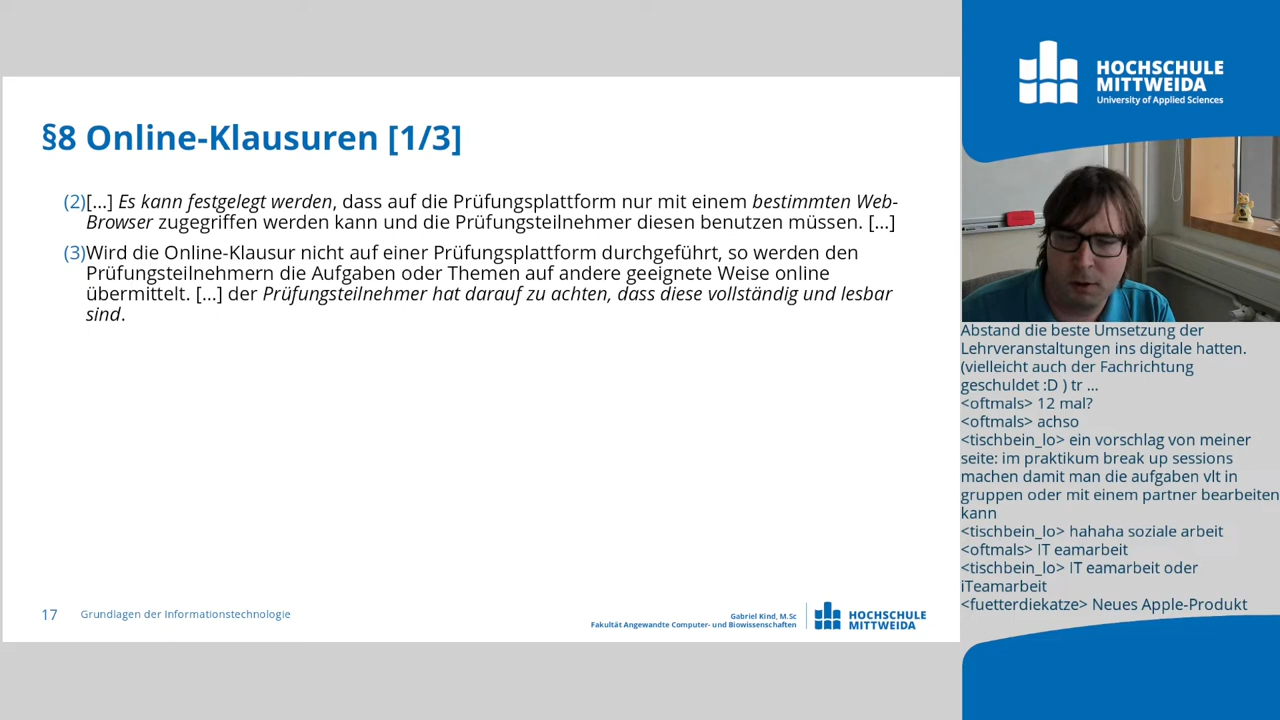 §8 Online-Klausuren [1/3]
(2)[…] Es kann festgelegt werden, dass auf die Prüfungsplattform nur mit einem bestimmten Web-
Browser zugegriffen werden kann und die Prüfungsteilnehmer diesen benutzen müssen. […]
(3)Wird die Online-Klausur nicht auf einer Prüfungsplattform durchgeführt, so werden den
Prüfungsteilnehmern die Aufgaben oder Themen auf andere geeignete Weise online
übermittelt. […] der Prüfungsteilnehmer hat darauf zu achten, dass diese vollständig und lesbar
sind.
17 Grundlagen der Informationstechnologie
Gabriel Kind, M.Sc
Fakultät Angewandte Computer- und Biowissenschaften
HOCHSCHULE
MITTWEIDA
HOCHSCHULE
MITTWEIDA
University of Applied Sciences
Abstand die beste Umsetzung der
Lehrveranstaltungen ins digitale hatten.
(vielleicht auch der Fachrichtung
geschuldet :D ) tr ...
<oftmals> 12 mal?
<oftmals> achso
<tischbein_lo> ein vorschlag von meiner
seite: im praktikum break up sessions
machen damit man die aufgaben vlt in
gruppen oder mit einem partner bearbeiten
kann
<tischbein_lo> hahaha soziale arbeit
<oftmals> IT eamarbeit
<tischbein_lo> IT eamarbeit oder
iTeamarbeit
<fuetterdiekatze> Neues Apple-Produkt